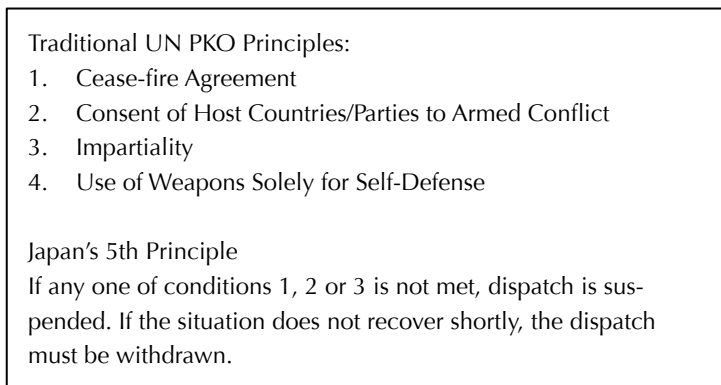 Traditional UN PKO Principles:
1. Cease-fire Agreement
2. Consent of Host Countries/Parties to Armed Conflict
3. Impartiality
4. Use of Weapons Solely for Self-Defense
Japan's 5th Principle
If any one of conditions 1, 2 or 3 is not met, dispatch is sus-
pended. If the situation does not recover shortly, the dispatch
must be withdrawn.